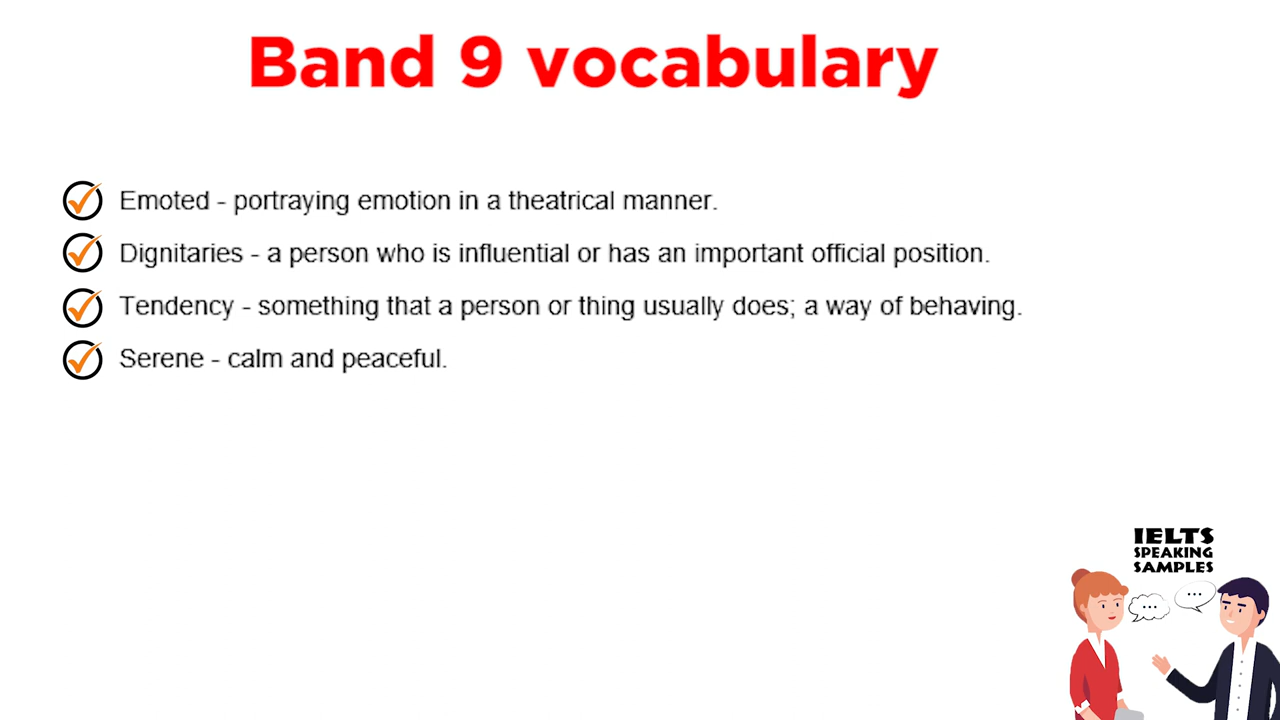 Band 9 vocabulary
Emoted - portraying emotion in a theatrical manner.
Dignitaries - a person who is influential or has an important official position.
Tendency - something that a person or thing usually does; a way of behaving.
Serene - calm and peaceful.
IELTS
SPEAKING
SAMPLES